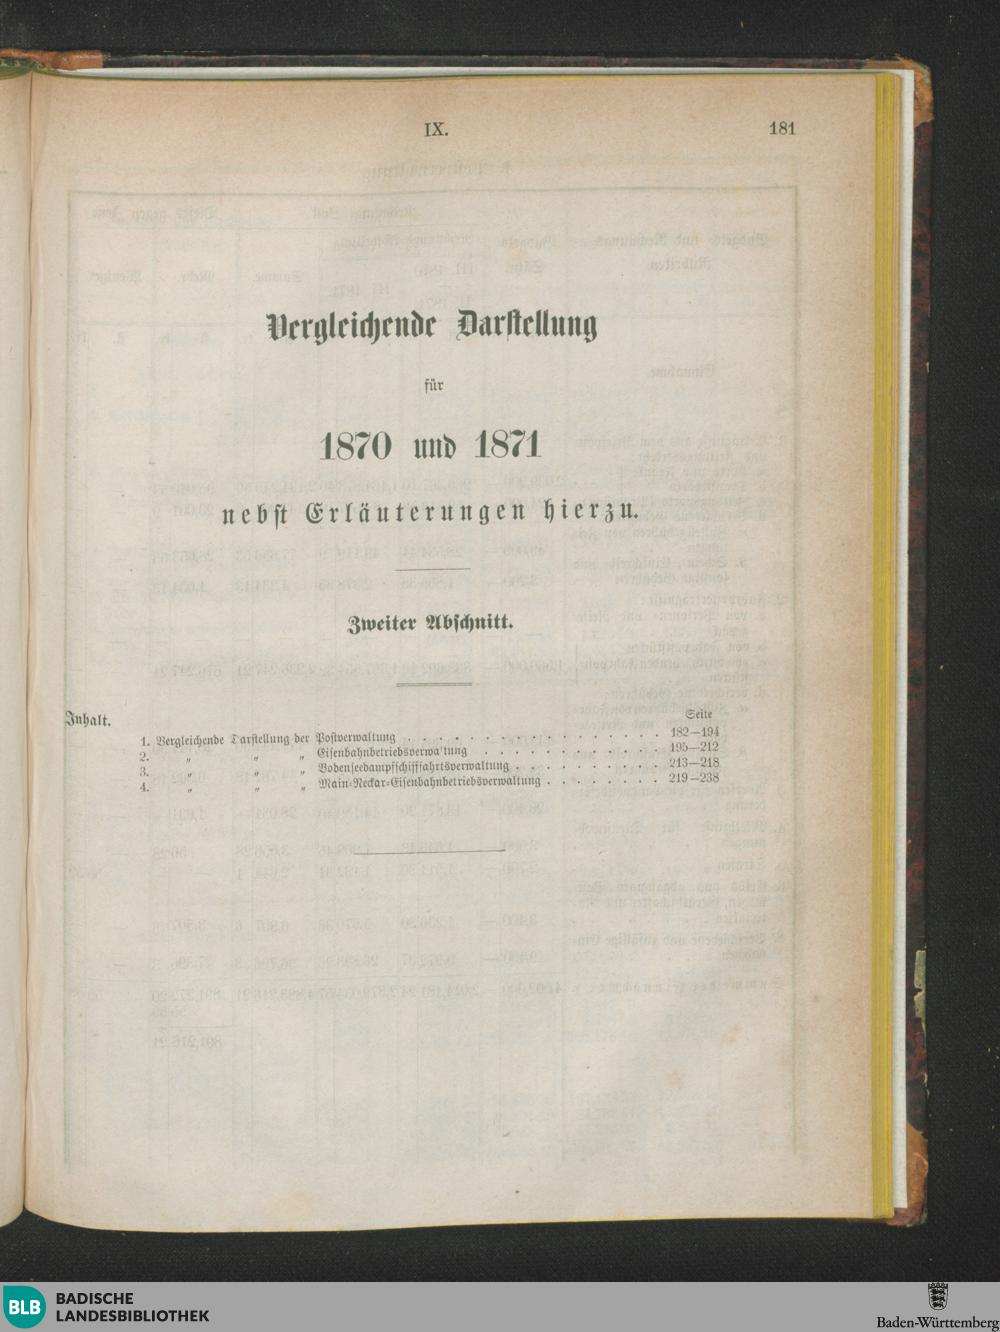 IX.
181
Vergleichende Darstellung
für
1870 und 1871
nebst Erläuterungen hierzu.
Zweiter Abschnitt.
Inhalt.
Seite
1. Vergleichende Darstellung der Postverwaltung . . . . . . . . . . . . . . . . 182–194
2. „ „ „ Eisenbahnbetriebsverwaltung . . . . . . . . . . . 195–212
3. „ „ „ Bodenseedampfschifffahrtsverwaltung . . . . . . . . . 213–218
4. „ „ „ Main-Neckar-Eisenbahnbetriebsverwaltung . . . . . . . 219–238
BLB
BADISCHE
LANDESBIBLIOTHEK
Baden-Württemberg